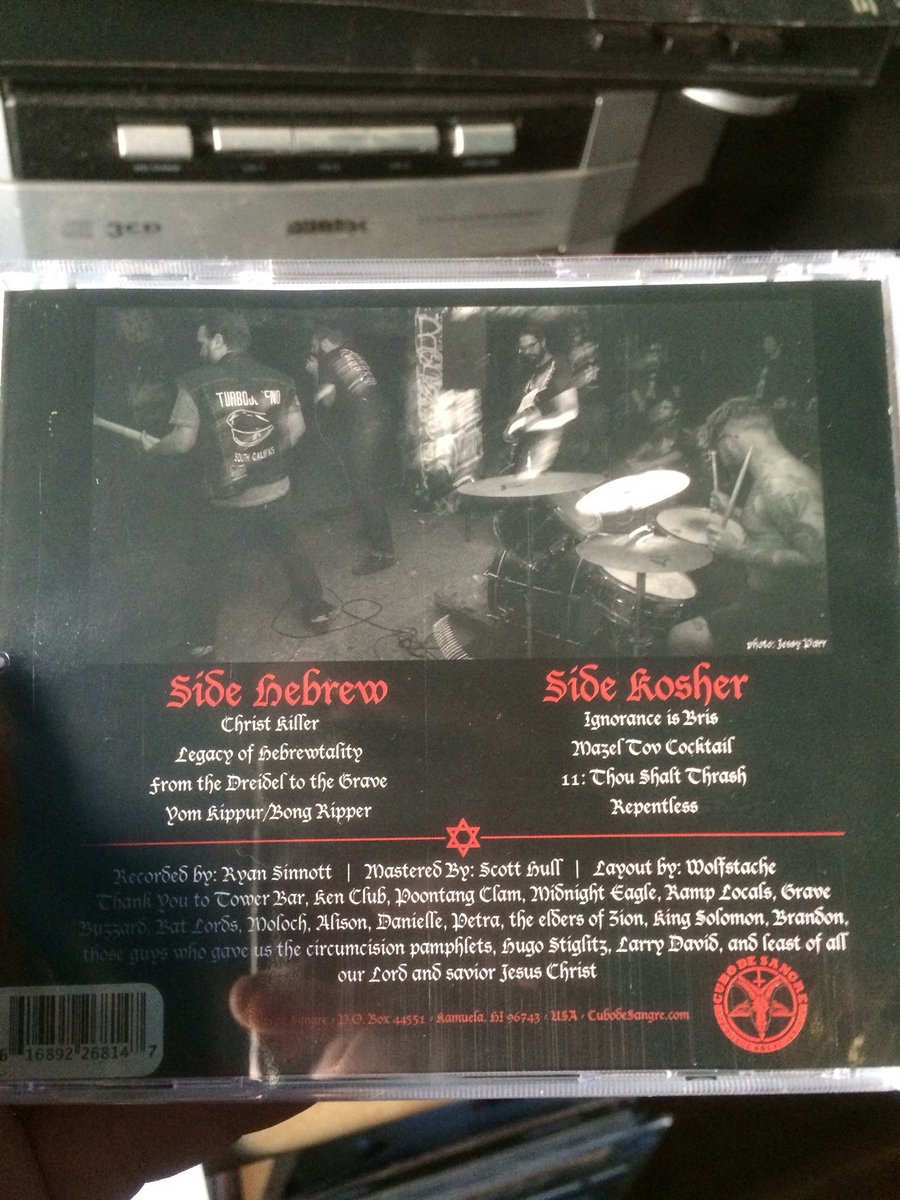 3CD
TURBOJ
SOUTH CALIFAS
photo: Jessy Parr
Side Hebrew
Christ Killer
Legacy of Hebrewtality
From the Dreidel to the Grave
Yom Kippur/Bong Ripper
Side Kosher
Ignorance is Bris
Mazel Tov Cocktail
11: Thou Shalt Thrash
Repentless
Recorded by: Ryan Sinnott | Mastered By: Scott Hull | Layout by: Wolfstache
Thank you to Tower Bar, Ken Club, Poontang Clam, Midnight Eagle, Ramp Locals, Grave
Buzzard, Bat Lords, Moloch, Alison, Danielle, Petra, the elders of Zion, King Solomon, Brandon,
those guys who gave us the circumcision pamphlets, Hugo Stiglitz, Larry David, and least of all
our Lord and savior Jesus Christ
Sangre · P.O. Box 44551 · Kamuela, HI 96743 · USA · CubodeSangre.com
CUBO DE SANGRE
6 16892 26814 7